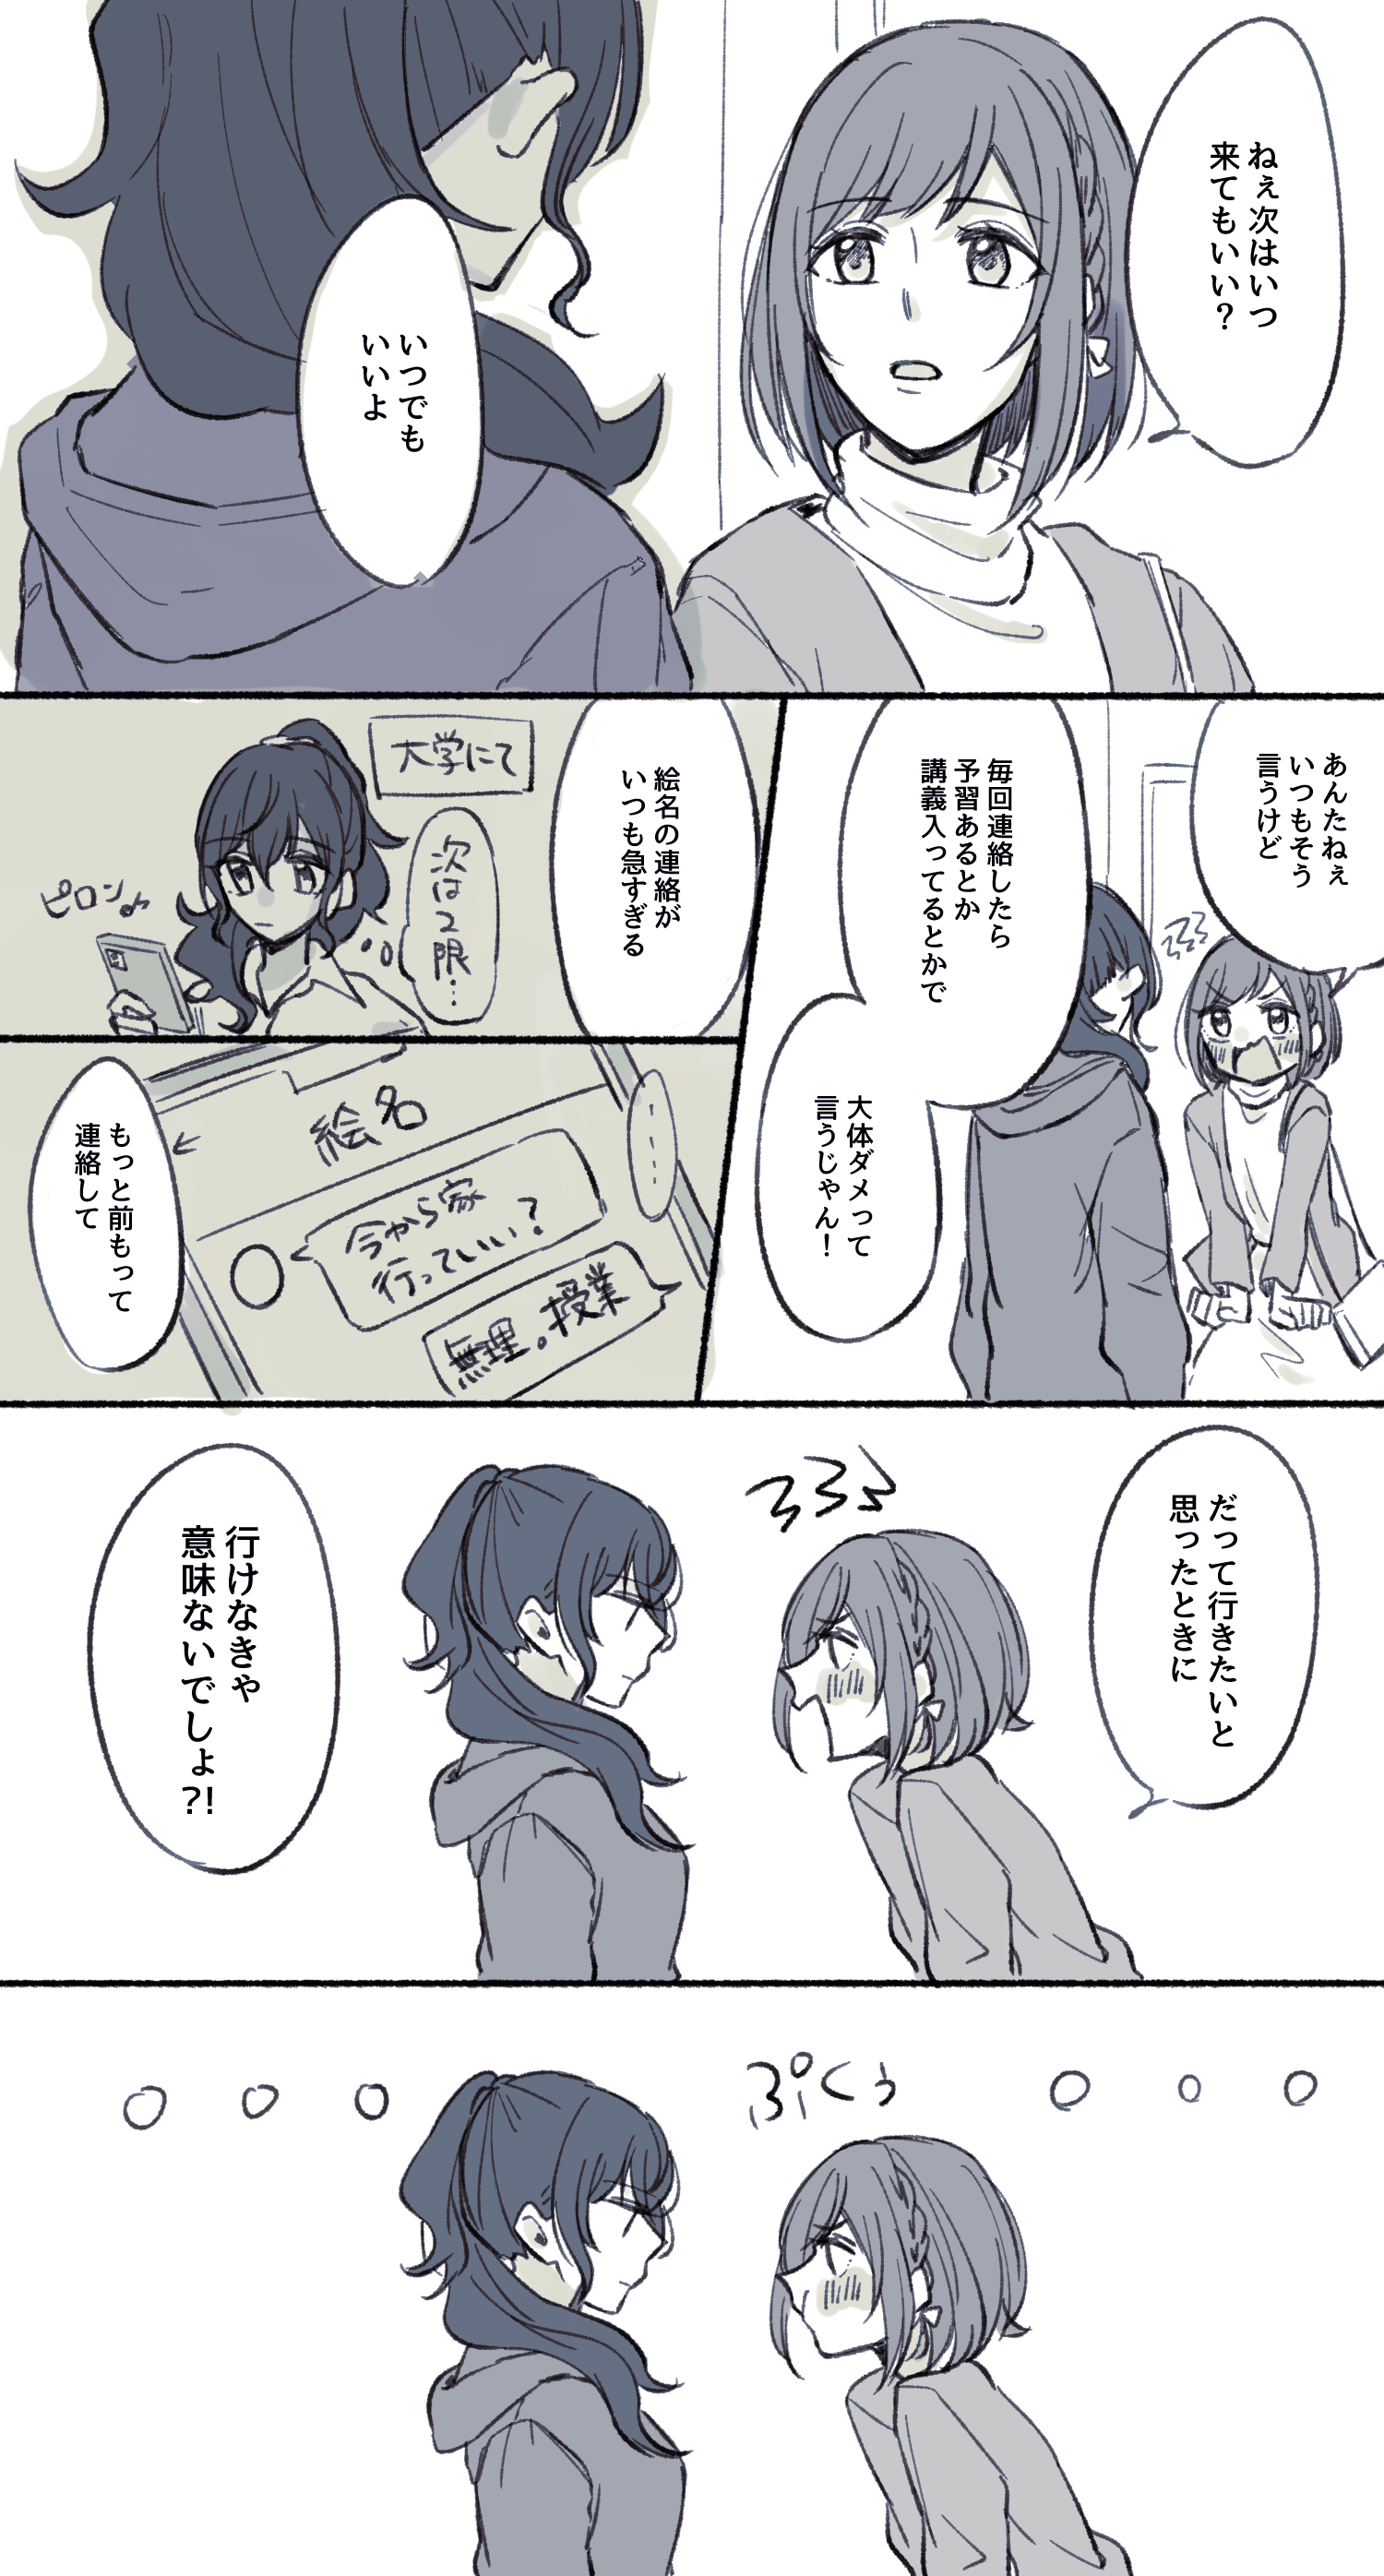 ねぇ次はいつ
来てもいい?
いつでも
いいよ
あんたねぇ
いつもそう
言うけど
毎回連絡したら
予習あるとか
講義入ってるとかで
大体ダメって
言うじゃん!
絵名の連絡が
いつも急すぎる
大学にて
次は2限…
ピロン♪
絵名
今から家
行っていい?
無理。授業
……
もっと前もって
連絡して
だって行きたいと
思ったときに
行けなきゃ
意味ないでしょ?!
ぷくぅ